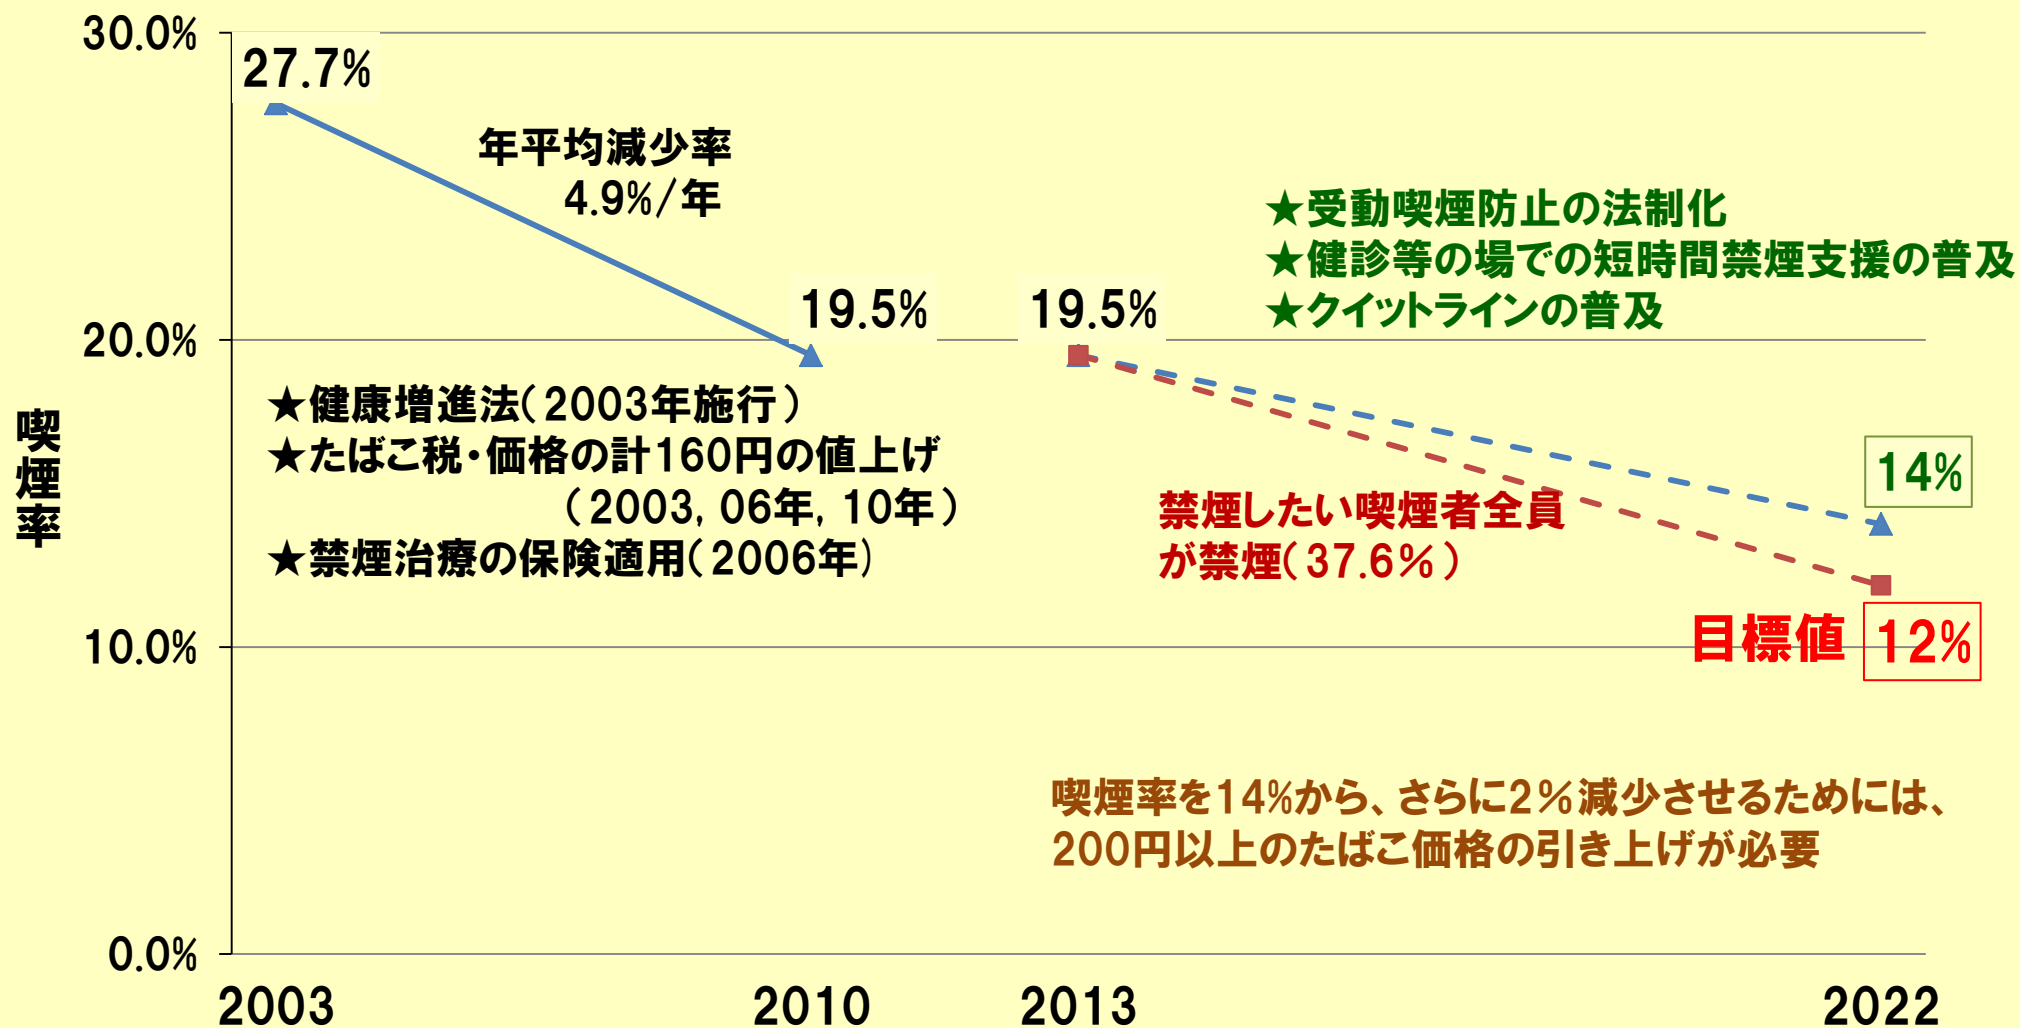 30.0%
27.7%
年平均減少率
4.9%/年
★受動喫煙防止の法制化
★健診等の場での短時間禁煙支援の普及
★クイットラインの普及
19.5%
19.5%
20.0%
喫煙率
★健康増進法(2003年施行)
★たばこ税・価格の計160円の値上げ
(2003, 06年, 10年)
★禁煙治療の保険適用(2006年)
14%
禁煙したい喫煙者全員
が禁煙(37.6%)
10.0%
目標値 12%
喫煙率を14%から、さらに2%減少させるためには、
200円以上のたばこ価格の引き上げが必要
0.0%
2003 2010 2013 2022